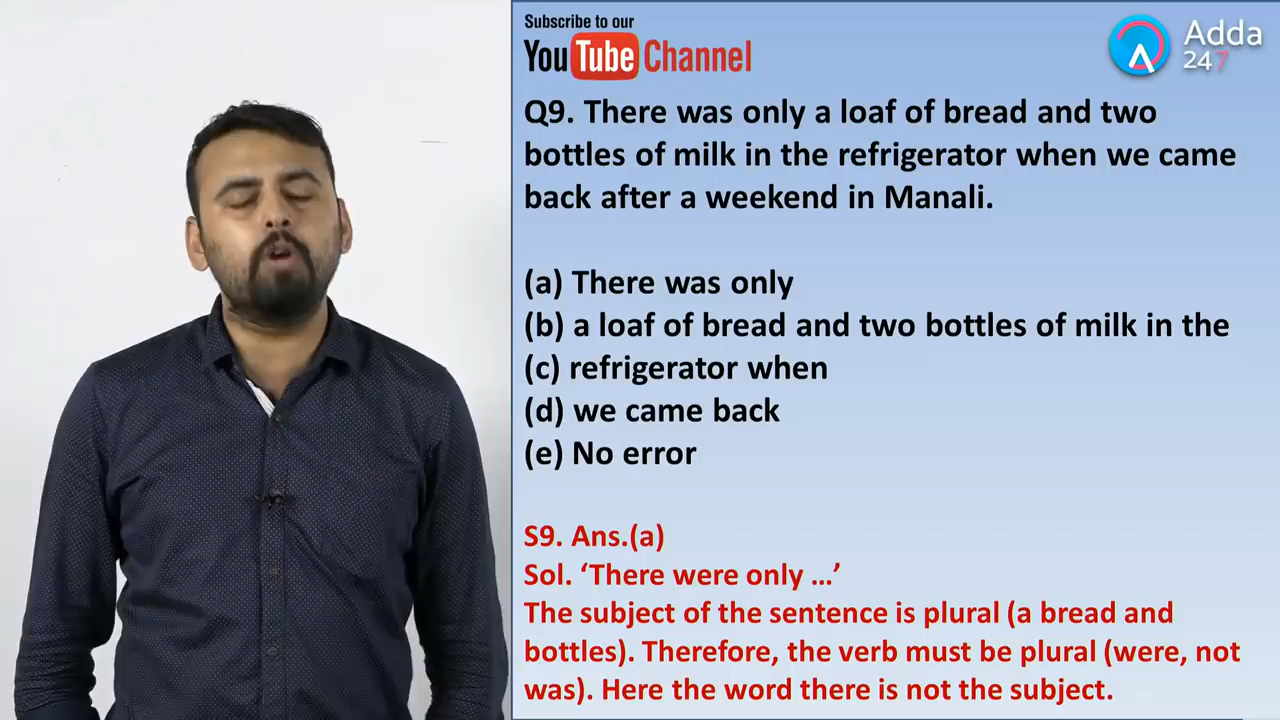 Subscribe to our
YouTube Channel
Adda
247
Q9. There was only a loaf of bread and two
bottles of milk in the refrigerator when we came
back after a weekend in Manali.
(a) There was only
(b) a loaf of bread and two bottles of milk in the
(c) refrigerator when
(d) we came back
(e) No error
S9. Ans.(a)
Sol. ‘There were only ...’
The subject of the sentence is plural (a bread and
bottles). Therefore, the verb must be plural (were, not
was). Here the word there is not the subject.